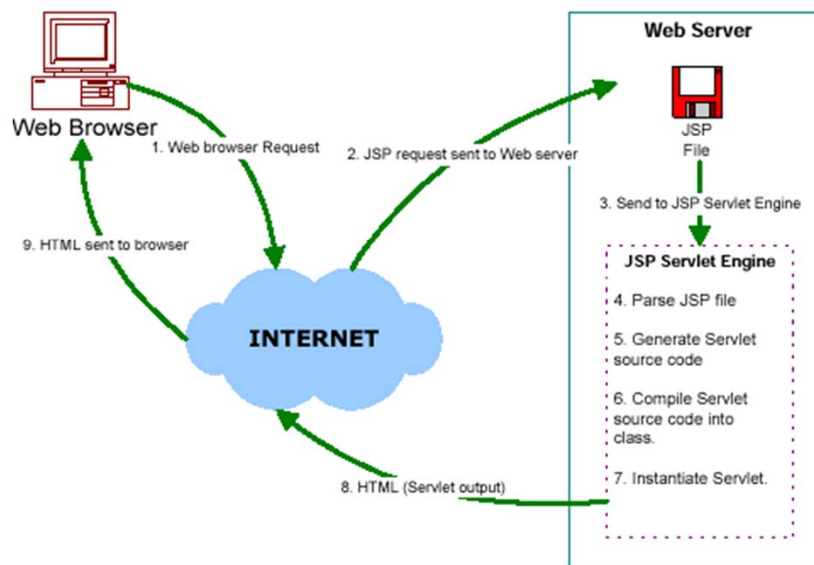 Web Server
JSP
File
Web Browser
1. Web browser Request
2. JSP request sent to Web server
3. Send to JSP Servlet Engine
9. HTML sent to browser
JSP Servlet Engine
4. Parse JSP file
5. Generate Servlet
source code
6. Compile Servlet
source code into
class.
7. Instantiate Servlet.
INTERNET
8. HTML (Servlet output)